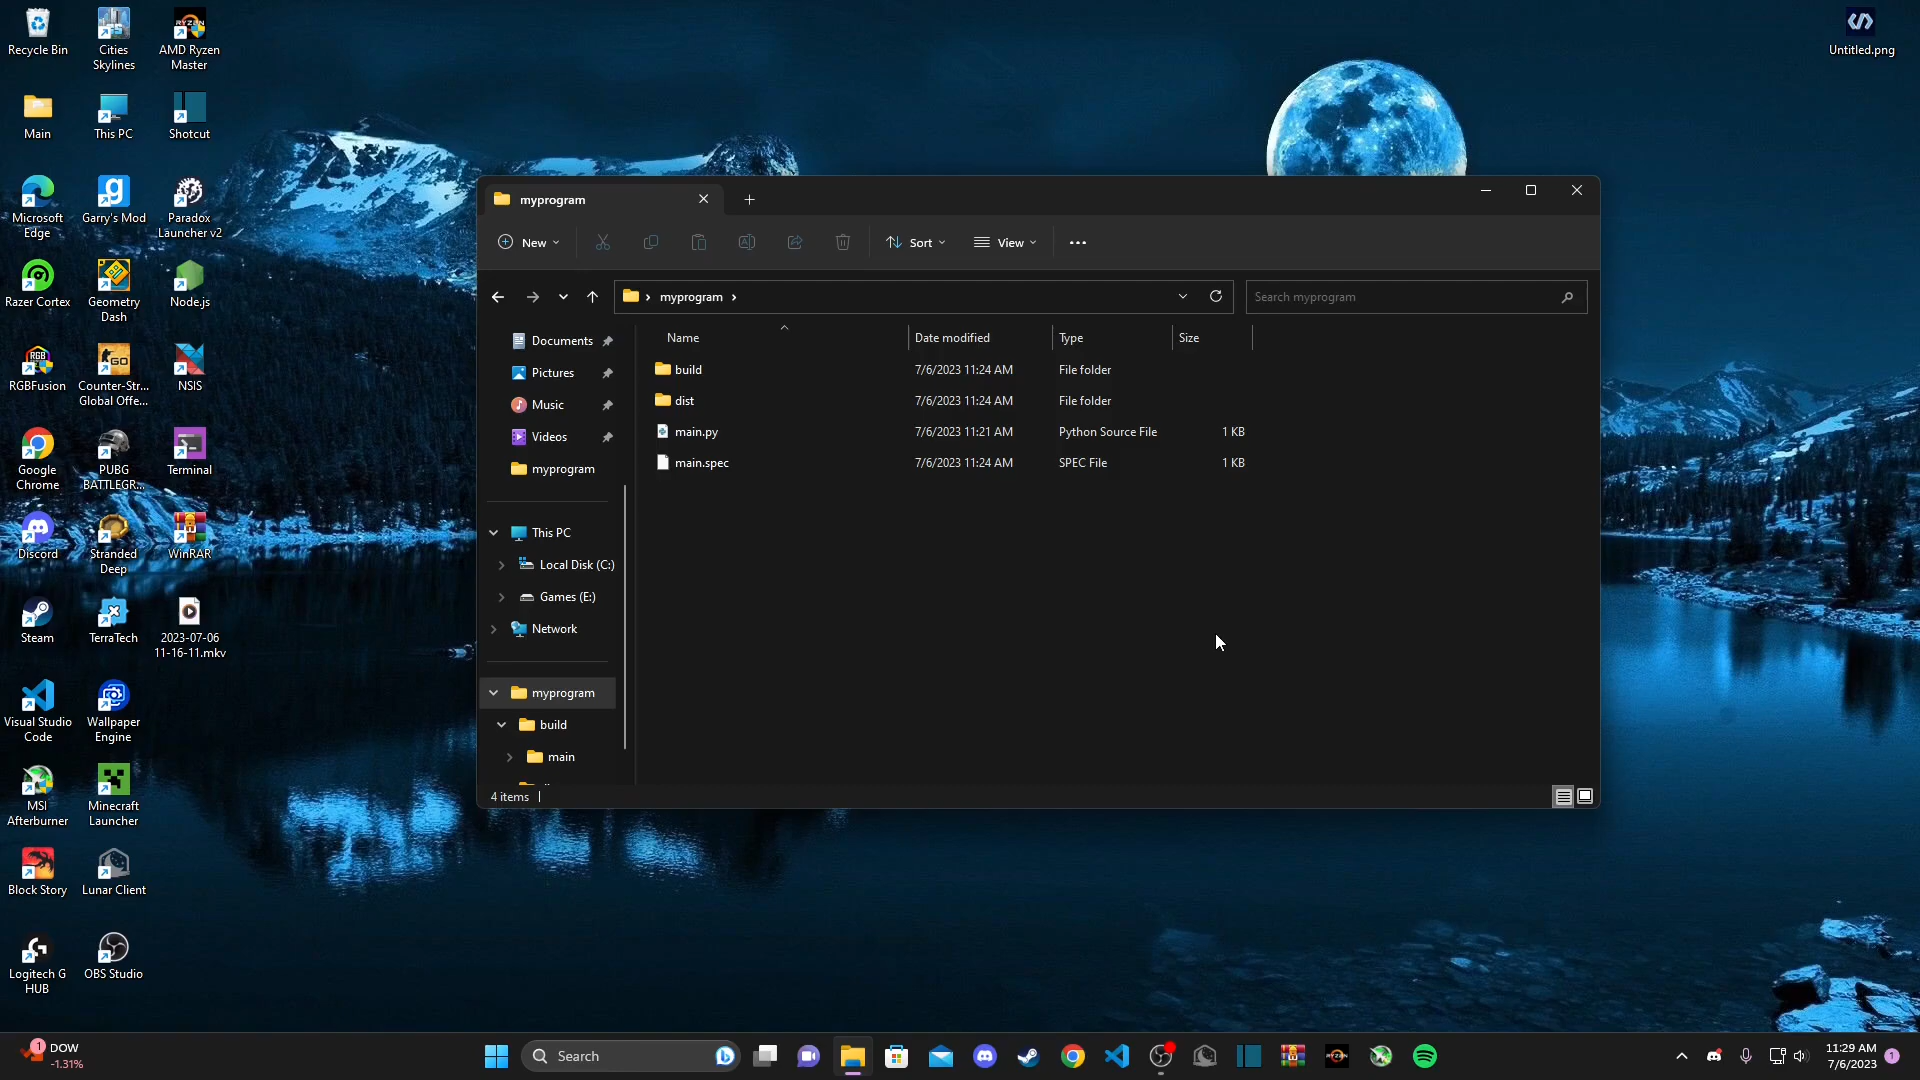 Recycle Bin
Cities
Skylines
AMD Ryzen
Master
Untitled.png
Main
This PC
Shotcut
Microsoft
Edge
Garry's Mod
Paradox
Launcher v2
Razer Cortex
Geometry
Dash
Node.js
RGB
RGBFusion
GO
Counter-Str...
Global Offe...
NSIS
Google
Chrome
PUBG
BATTLEGR...
Terminal
Discord
Stranded
Deep
WinRAR
Steam
TerraTech
2023-07-06
11-16-11.mkv
Visual Studio
Code
Wallpaper
Engine
MSI
Afterburner
Minecraft
Launcher
Block Story
Lunar Client
Logitech G
HUB
OBS Studio
myprogram
New
Sort
View
myprogram
Search myprogram
Name
Date modified
Type
Size
Documents
Pictures
Music
Videos
myprogram
This PC
Local Disk (C:)
Games (E:)
Network
myprogram
build
main
build 7/6/2023 11:24 AM File folder
dist 7/6/2023 11:24 AM File folder
main.py 7/6/2023 11:21 AM Python Source File 1 KB
main.spec 7/6/2023 11:24 AM SPEC File 1 KB
4 items
1
DOW
-1.31%
Search
RYZEN
11:29 AM
7/6/2023
1